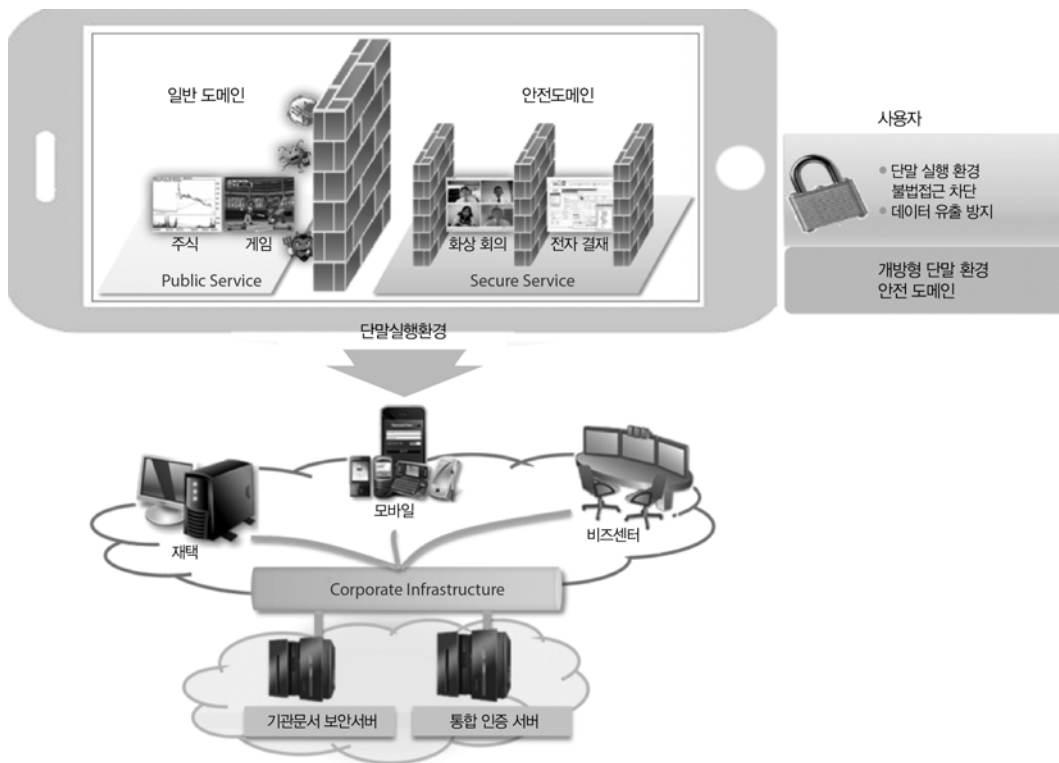 일반 도메인
안전도메인
주식
게임
화상 회의
전자 결재
Public Service
Secure Service
사용자
• 단말 실행 환경
불법접근 차단
• 데이터 유출 방지
개방형 단말 환경
안전 도메인
단말실행환경
재택
모바일
비즈센터
Corporate Infrastructure
기관문서 보안서버
통합 인증 서버